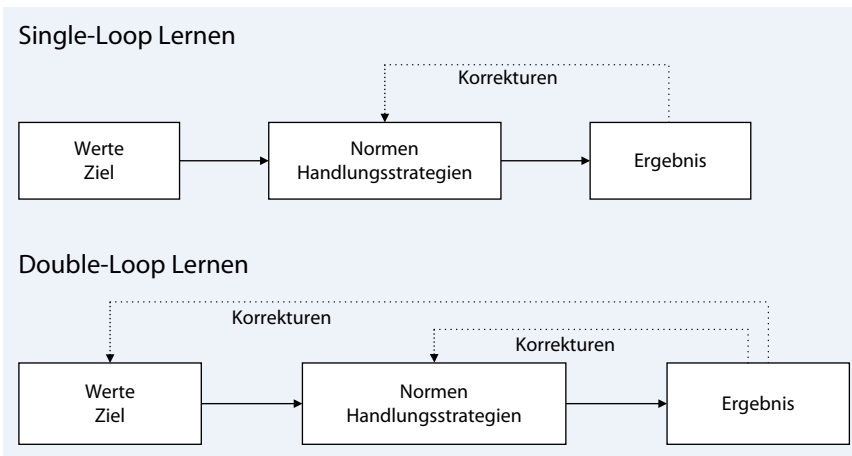 Single-Loop Lernen
Korrekturen
Werte
Ziel
Normen
Handlungsstrategien
Ergebnis
Double-Loop Lernen
Korrekturen
Korrekturen
Werte
Ziel
Normen
Handlungsstrategien
Ergebnis